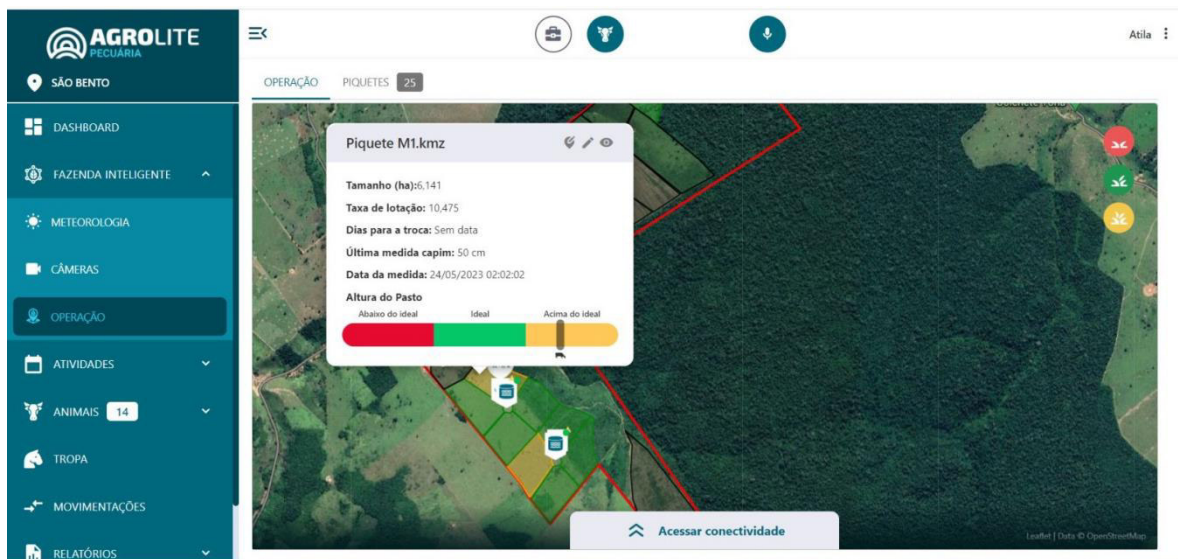 AGROLITE
PECUÁRIA
SÃO BENTO
DASHBOARD
FAZENDA INTELIGENTE
METEOROLOGIA
CÂMERAS
OPERAÇÃO
ATIVIDADES
ANIMAIS 14
TROPA
MOVIMENTAÇÕES
RELATÓRIOS
Atila
OPERAÇÃO PIQUETES 25
Piquete M1.kmz
Tamanho (ha):6,141
Taxa de lotação: 10,475
Dias para a troca: Sem data
Última medida capim: 50 cm
Data da medida: 24/05/2023 02:02:02
Altura do Pasto
Abaixo do ideal Ideal Acima do ideal
Acessar conectividade
Leaflet | Data © OpenStreetMap